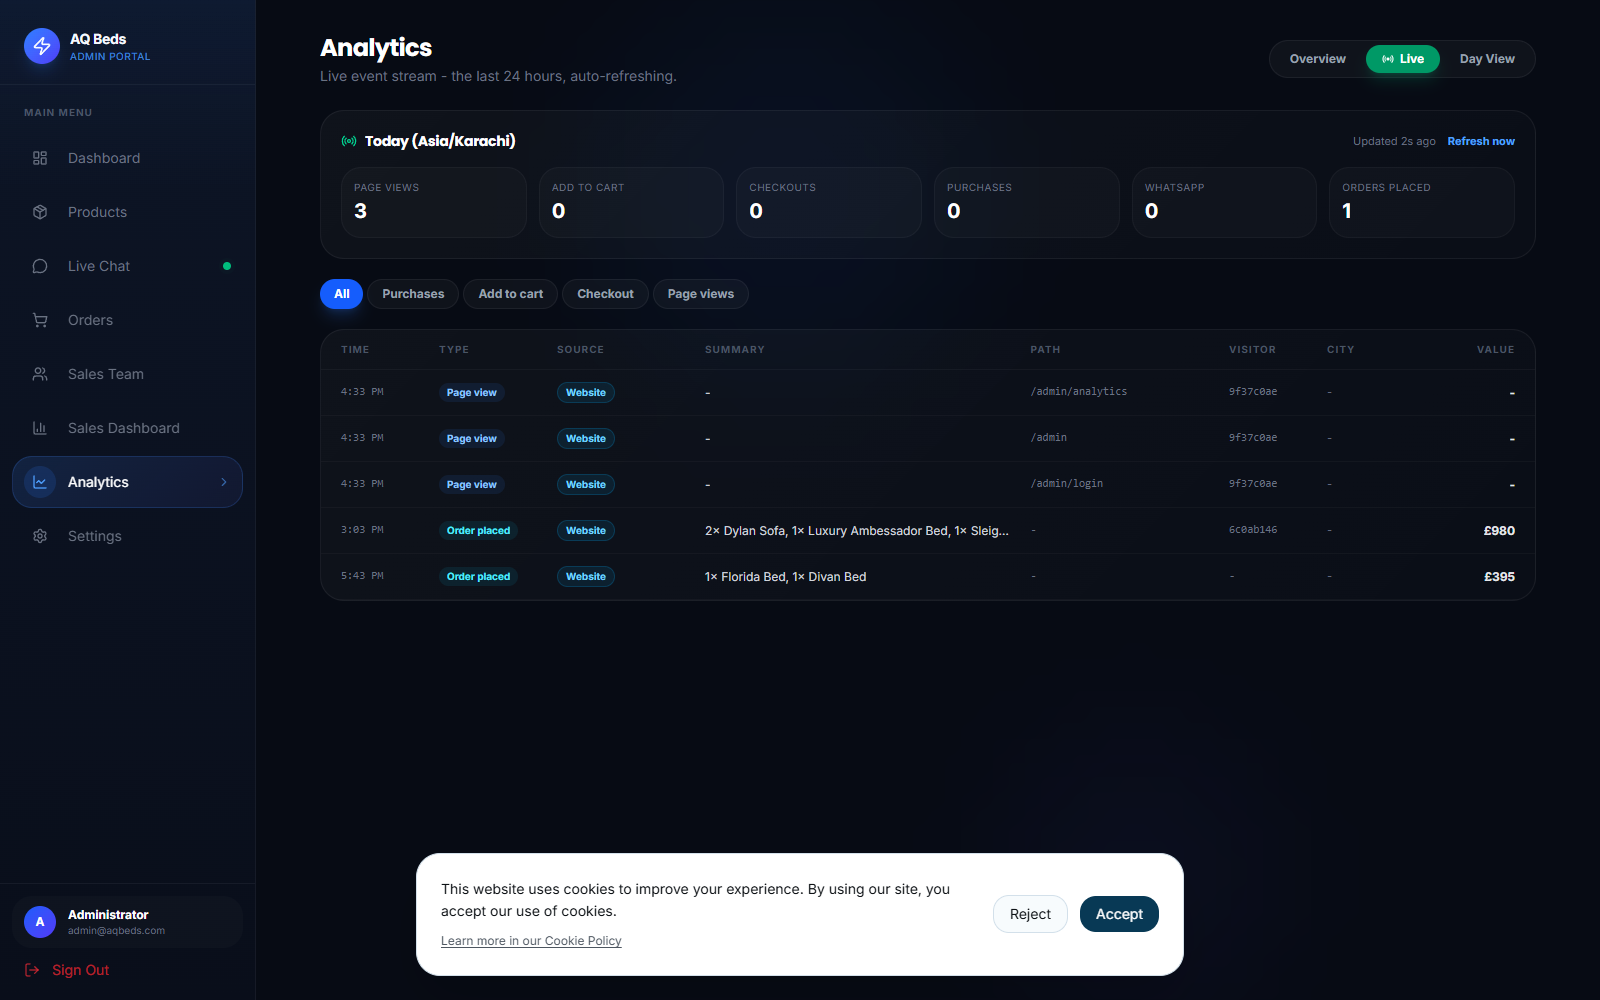 AQ Beds
ADMIN PORTAL
MAIN MENU
Dashboard
Products
Live Chat
Orders
Sales Team
Sales Dashboard
Analytics
Settings
A
Administrator
admin@aqbeds.com
Sign Out
Analytics
Live event stream - the last 24 hours, auto-refreshing.
Overview Live Day View
Today (Asia/Karachi)
Updated 2s ago Refresh now
PAGE VIEWS ADD TO CART CHECKOUTS PURCHASES WHATSAPP ORDERS PLACED
3 0 0 0 0 1
All Purchases Add to cart Checkout Page views
TIME TYPE SOURCE SUMMARY PATH VISITOR CITY VALUE
4:33 PM Page view Website - /admin/analytics 9f37c0ae - -
4:33 PM Page view Website - /admin 9f37c0ae - -
4:33 PM Page view Website - /admin/login 9f37c0ae - -
3:03 PM Order placed Website 2× Dylan Sofa, 1× Luxury Ambassador Bed, 1× Sleig... - 6c0ab146 - £980
5:43 PM Order placed Website 1× Florida Bed, 1× Divan Bed - - - £395
This website uses cookies to improve your experience. By using our site, you
accept our use of cookies.
Learn more in our Cookie Policy
Reject Accept